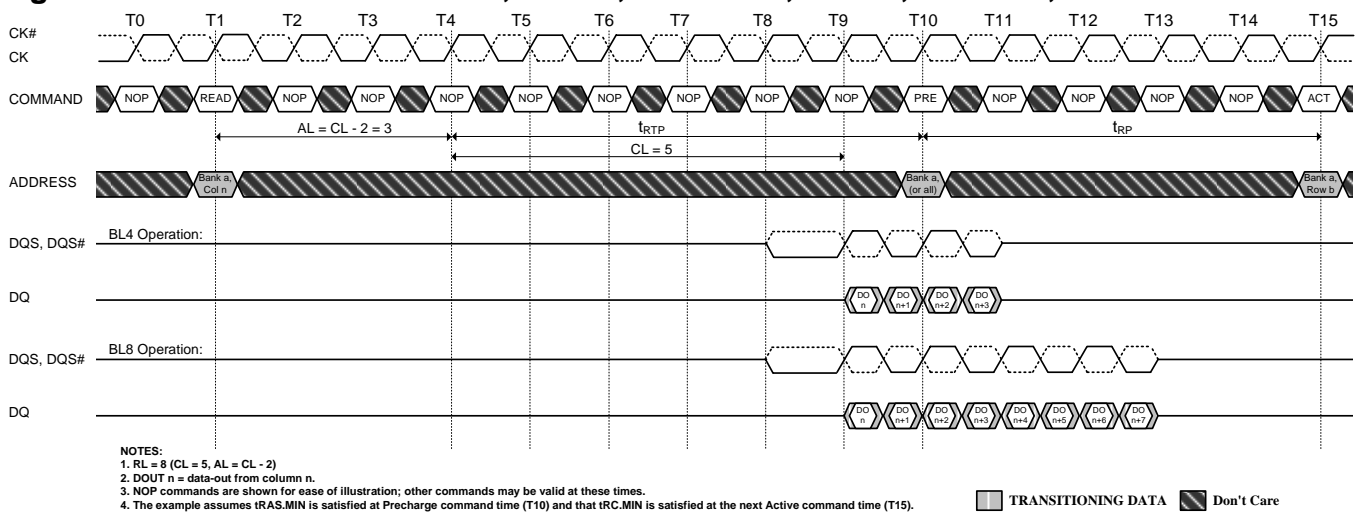 T0 T1 T2 T3 T4 T5 T6 T7 T8 T9 T10 T11 T12 T13 T14 T15
CK#
CK
COMMAND NOP READ NOP NOP NOP NOP NOP NOP NOP NOP PRE NOP NOP NOP NOP ACT
AL = CL - 2 = 3 tRTP tRP
CL = 5
ADDRESS
Bank a, Col n
Bank a, (or all)
Bank a, Row b
BL4 Operation:
DQS, DQS#
DQ
DO n
DO n+1
DO n+2
DO n+3
BL8 Operation:
DQS, DQS#
DQ
DO n
DO n+1
DO n+2
DO n+3
DO n+4
DO n+5
DO n+6
DO n+7
NOTES:
1. RL = 8 (CL = 5, AL = CL - 2)
2. DOUT n = data-out from column n.
3. NOP commands are shown for ease of illustration; other commands may be valid at these times.
4. The example assumes tRAS.MIN is satisfied at Precharge command time (T10) and that tRC.MIN is satisfied at the next Active command time (T15).
TRANSITIONING DATA Don't Care